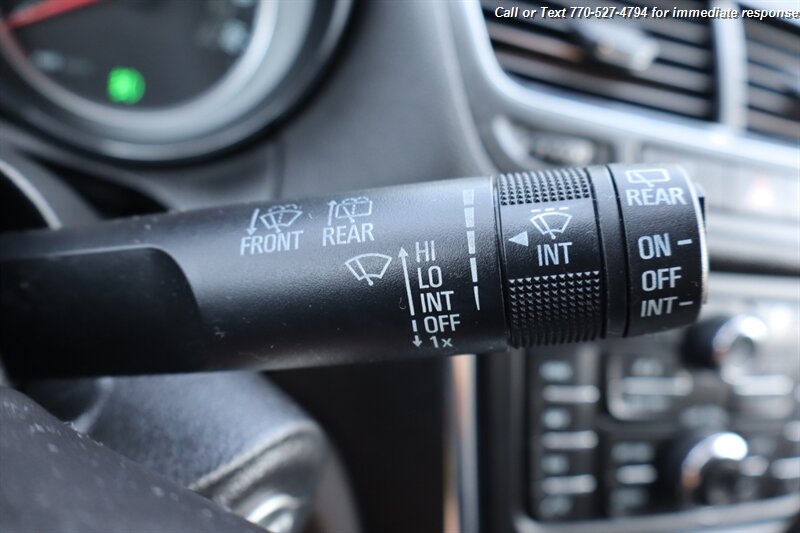 Call or Text 770-527-4794 for immediate response
FRONT
REAR
HI
LO
INT
OFF
1x
INT
REAR
ON
OFF
INT